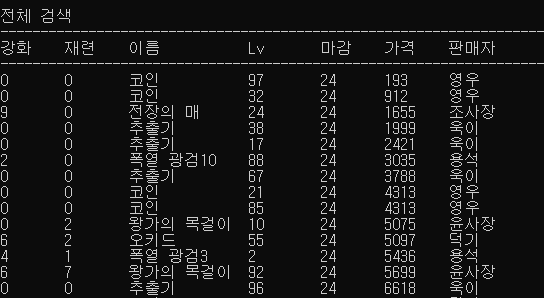 전체 검색
강화 재련 이름 Lv 마감 가격 판매자
0 0 코인 97 24 193 영우
0 0 코인 32 24 912 영우
9 0 전장의 매 24 24 1655 조사장
0 0 추출기 38 24 1999 욱이
0 0 추출기 17 24 2421 욱이
2 0 폭열 광검10 88 24 3035 용석
0 0 추출기 67 24 3788 욱이
0 0 코인 21 24 4313 영우
0 0 코인 85 24 4313 영우
0 2 왕가의 목걸이 10 24 5075 윤사장
6 2 오키드 55 24 5097 덕기
4 1 폭열 광검3 2 24 5436 용석
6 7 왕가의 목걸이 92 24 5699 윤사장
0 0 추출기 96 24 6618 욱이